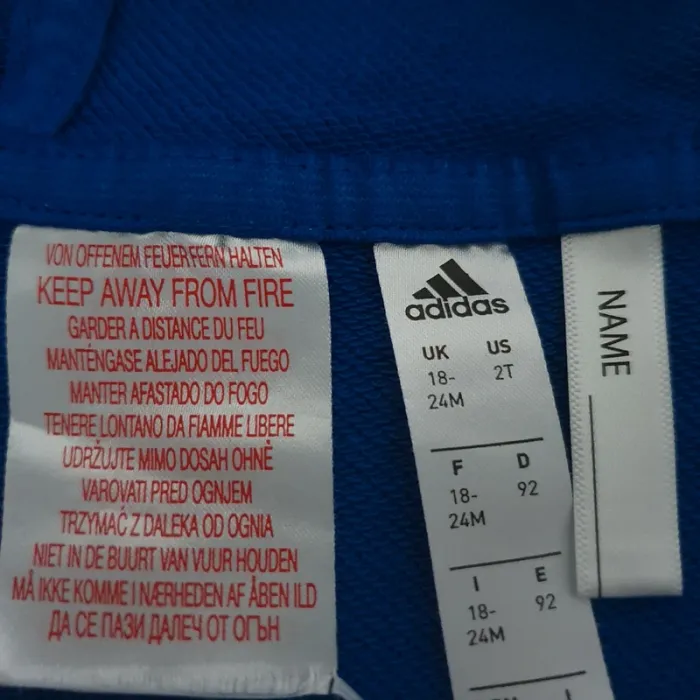 VON OFFENEM FEUER FERN HALTEN
KEEP AWAY FROM FIRE
GARDER A DISTANCE DU FEU
MANTÉNGASE ALEJADO DEL FUEGO
MANTER AFASTADO DO FOGO
TENERE LONTANO DA FIAMME LIBERE
UDRŽUJTE MIMO DOSAH OHNĚ
VAROVATI PRED OGNJEM
TRZYMAĆ Z DALEKA OD OGNIA
NIET IN DE BUURT VAN VUUR HOUDEN
MÅ IKKE KOMME I NÆRHEDEN AF ÅBEN ILD
ДА СЕ ПАЗИ ДАЛЕЧ ОТ ОГЪН
adidas
UK US
18- 2T
24M
F D
18- 92
24M
I E
18- 92
24M
NAME